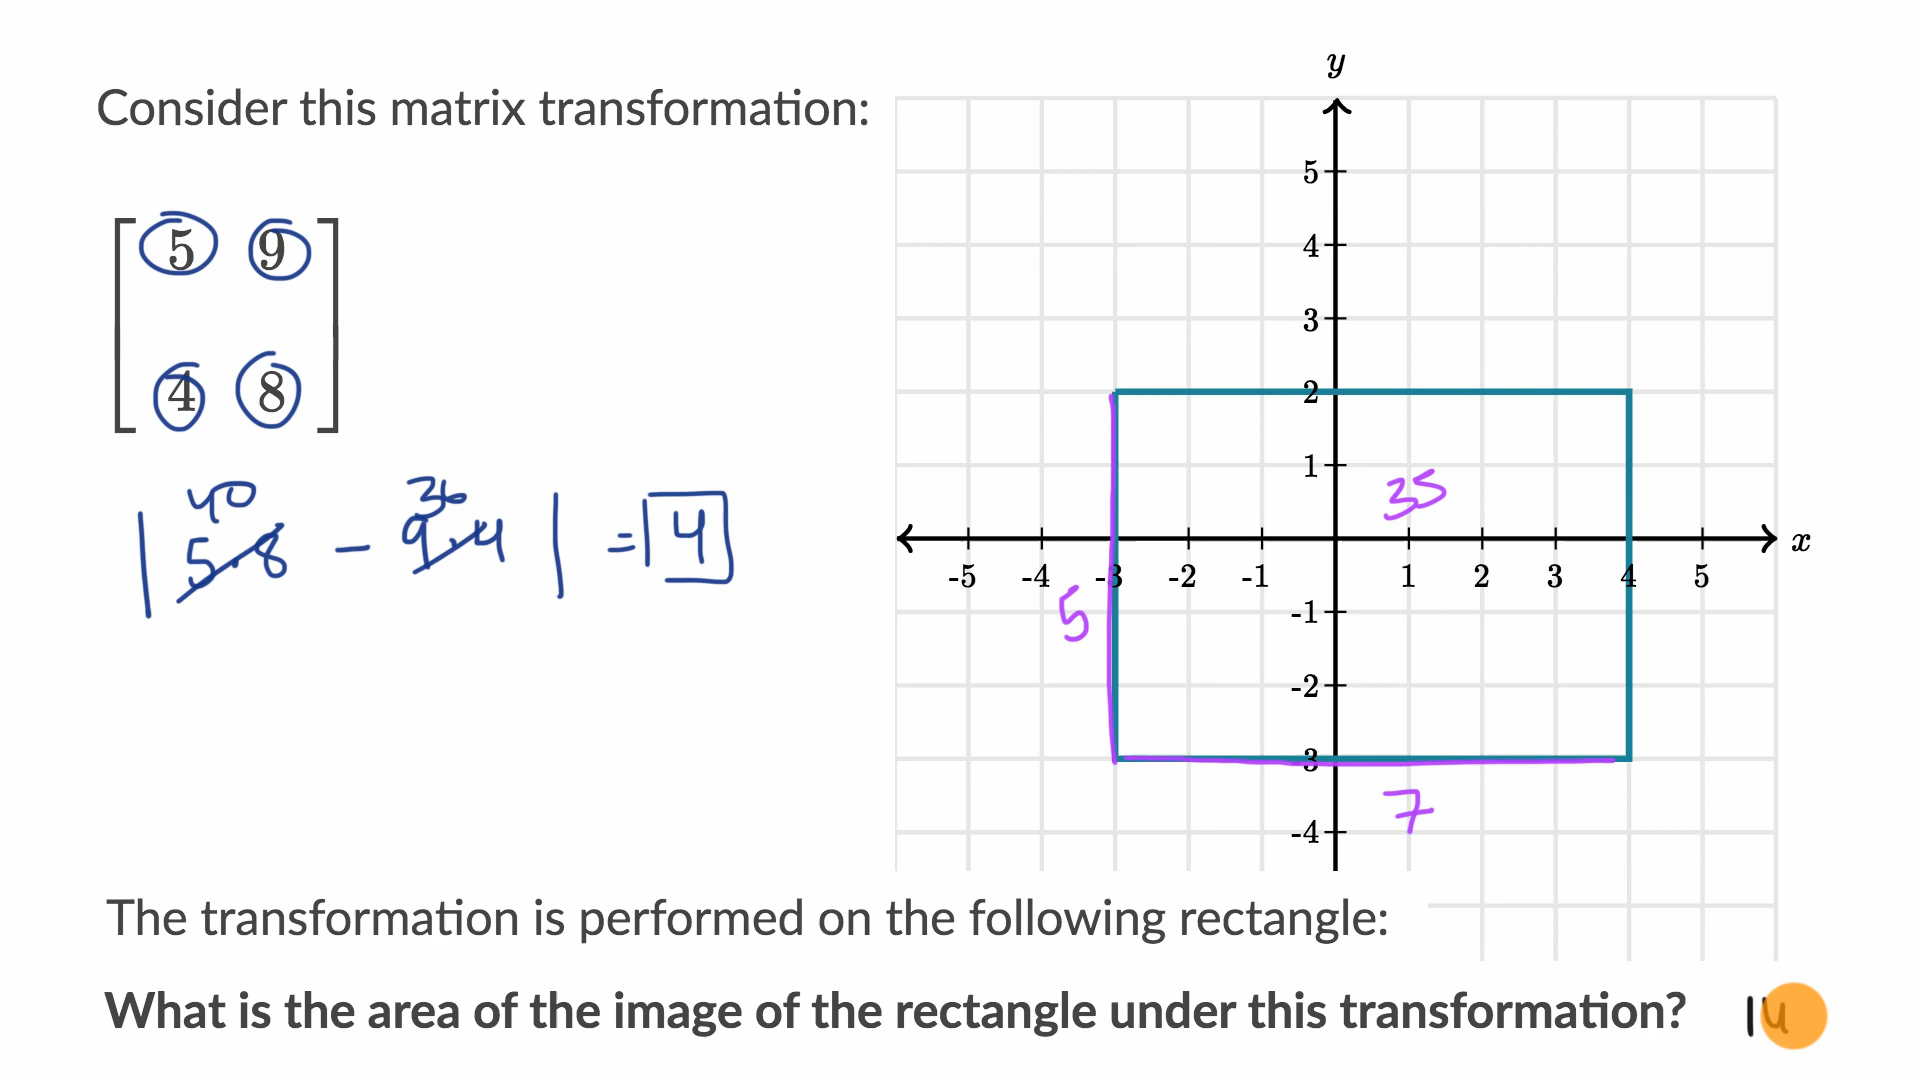 Consider this matrix transformation:
5 9
4 8
40 36
| 5.8 - 9.4 | = 4
y
5
4
3
2
1
35
x
-5 -4 -3 -2 -1 1 2 3 4 5
-1
5
-2
3
7
-4
The transformation is performed on the following rectangle:
What is the area of the image of the rectangle under this transformation? 14